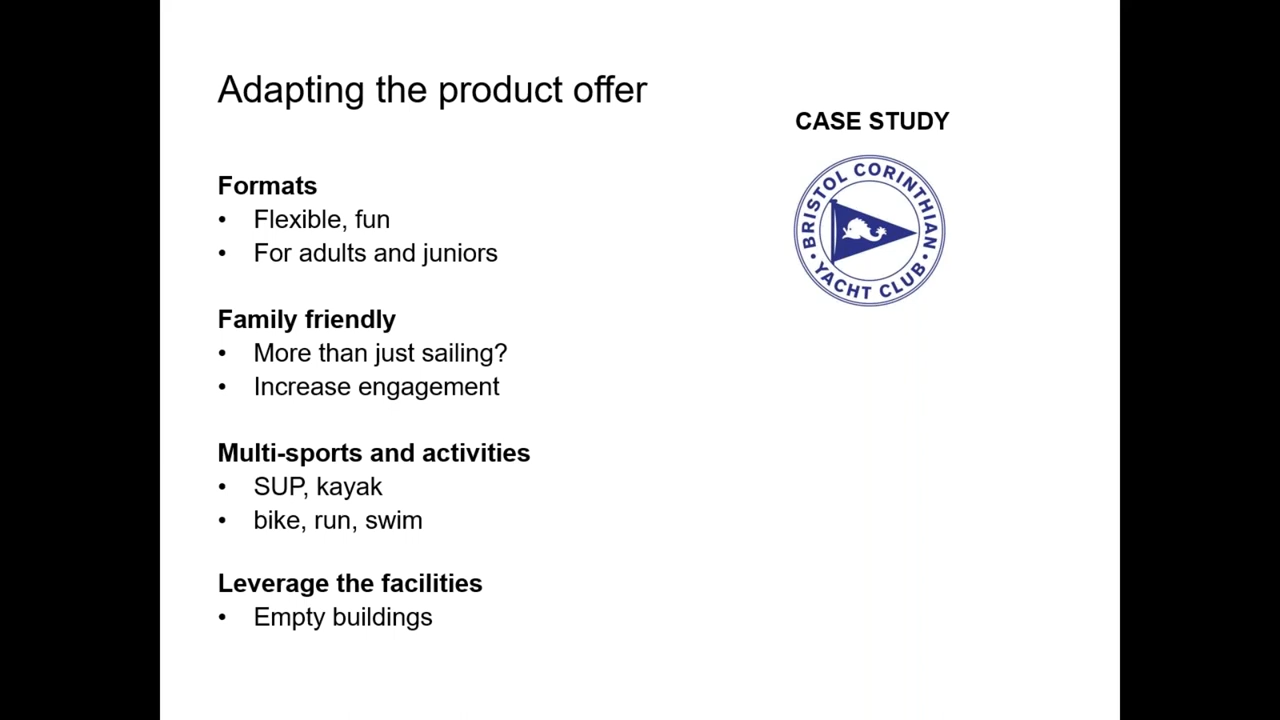 Adapting the product offer
CASE STUDY
BRISTOL CORINTHIAN
• YACHT CLUB •
Formats
• Flexible, fun
• For adults and juniors
Family friendly
• More than just sailing?
• Increase engagement
Multi-sports and activities
• SUP, kayak
• bike, run, swim
Leverage the facilities
• Empty buildings